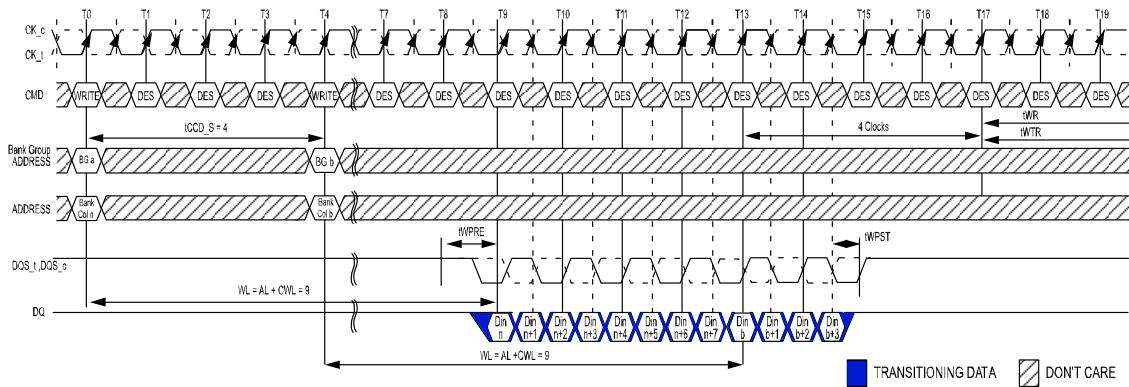 T0 T1 T2 T3 T4 T7 T8 T9 T10 T11 T12 T13 T14 T15 T16 T17 T18 T19
CK_c
CK_t
CMD WRITE DES DES DES WRITE DES DES DES DES DES DES DES DES DES DES DES DES DES
tWR
tCCD_S = 4
4 Clocks
tWTR
Bank Group
ADDRESS
BG a
BG b
ADDRESS
Bank
Col n
Bank
Col b
tWPRE
tWPST
DQS_t ,DQS_c
WL = AL + CWL = 9
DQ
Din
n
Din
n+1
Din
n+2
Din
n+3
Din
n+4
Din
n+5
Din
n+6
Din
n+7
Din
b
Din
b+1
Din
b+2
Din
b+3
WL = AL +CWL = 9
TRANSITIONING DATA
DON'T CARE